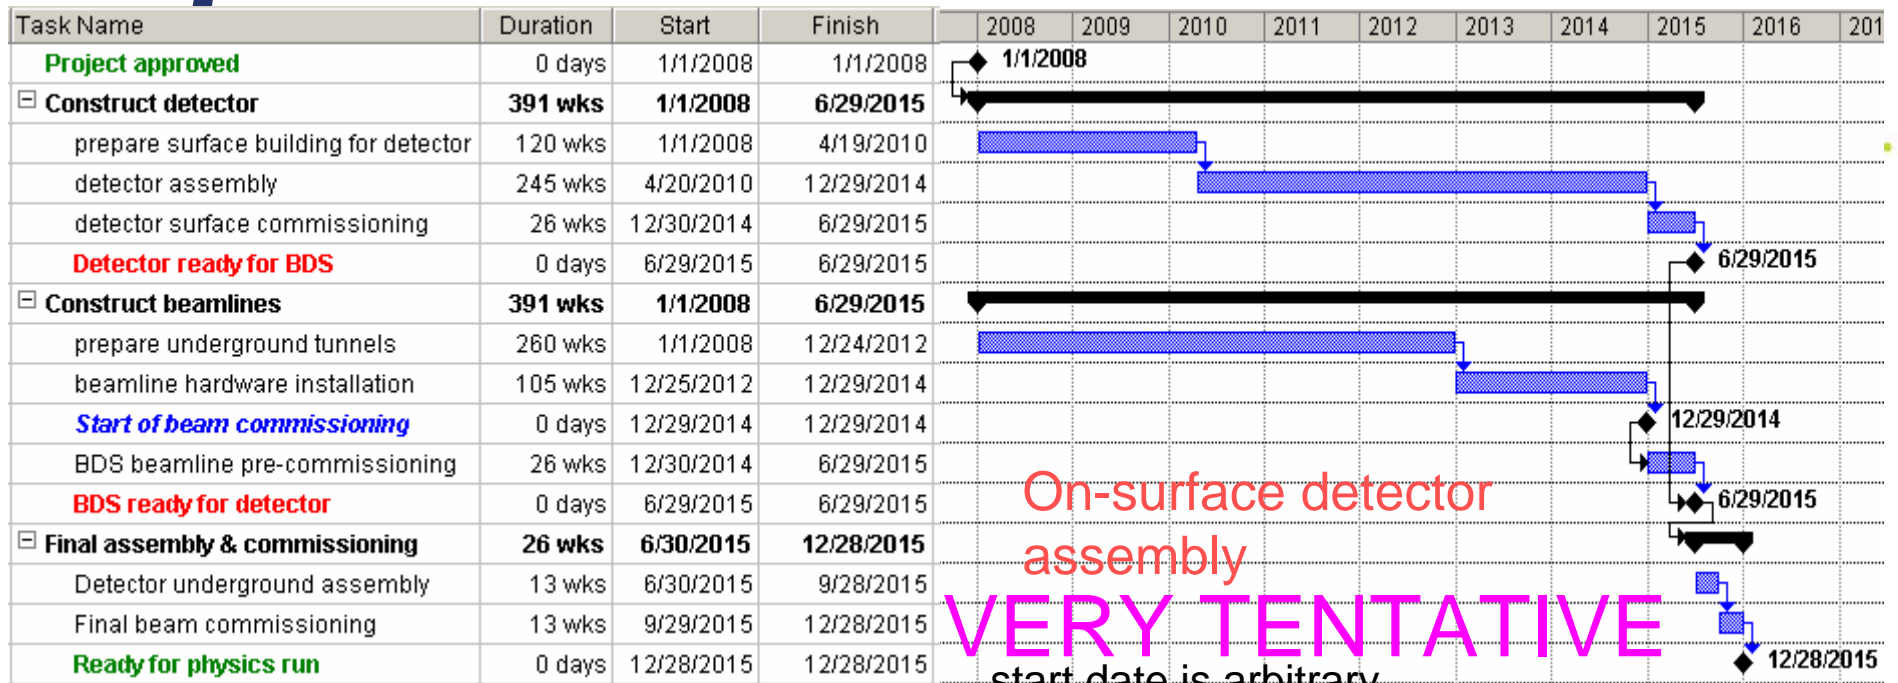 Task Name Duration Start Finish 2008 2009 2010 2011 2012 2013 2014 2015 2016
Project approved 0 days 1/1/2008 1/1/2008 1/1/2008
Construct detector 391 wks 1/1/2008 6/29/2015
prepare surface building for detector 120 wks 1/1/2008 4/19/2010
detector assembly 245 wks 4/20/2010 12/29/2014
detector surface commissioning 26 wks 12/30/2014 6/29/2015
Detector ready for BDS 0 days 6/29/2015 6/29/2015 6/29/2015
Construct beamlines 391 wks 1/1/2008 6/29/2015
prepare underground tunnels 260 wks 1/1/2008 12/24/2012
beamline hardware installation 105 wks 12/25/2012 12/29/2014
Start of beam commissioning 0 days 12/29/2014 12/29/2014 12/29/2014
BDS beamline pre-commissioning 26 wks 12/30/2014 6/29/2015
BDS ready for detector 0 days 6/29/2015 6/29/2015 6/29/2015
Final assembly & commissioning 26 wks 6/30/2015 12/28/2015
Detector underground assembly 13 wks 6/30/2015 9/28/2015
Final beam commissioning 13 wks 9/29/2015 12/28/2015
Ready for physics run 0 days 12/28/2015 12/28/2015 12/28/2015
On-surface detector
assembly
VERY TENTATIVE
start date is arbitrary